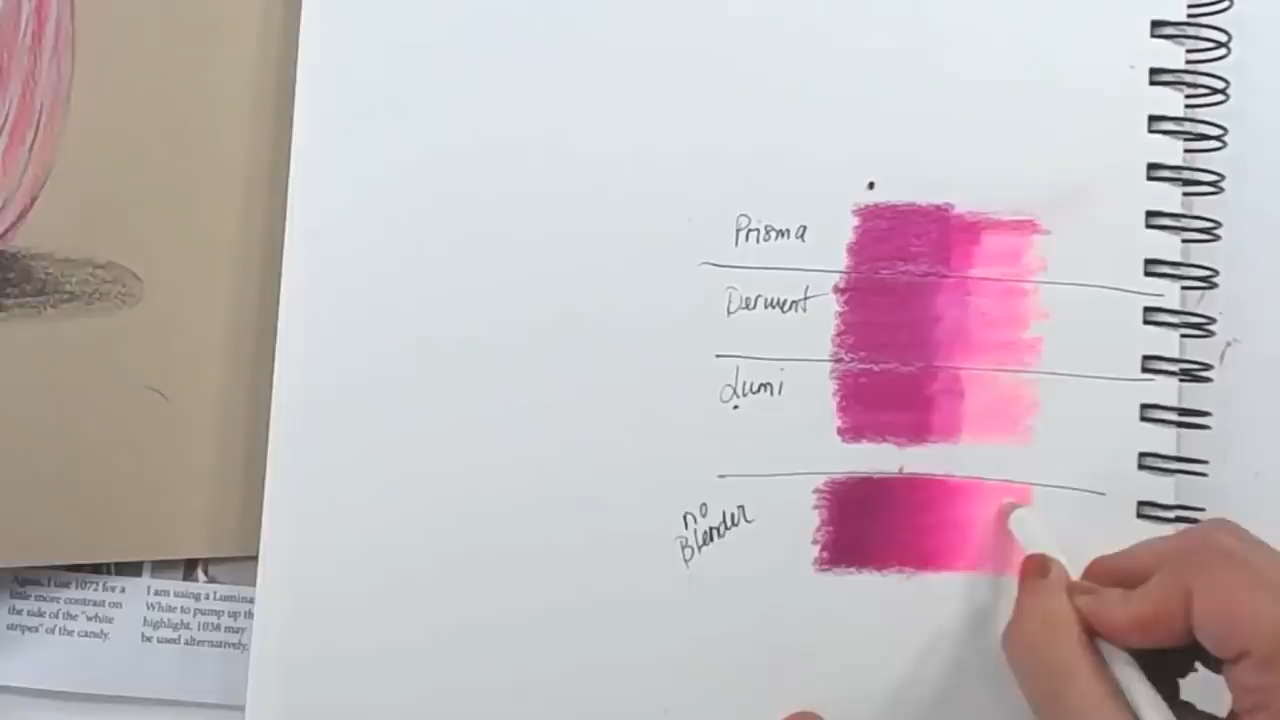 Prisma
Derwent
Lumi
no
Blender
Again, I use 1072 for a
little more contrast on
the side of the "white
stripes" of the candy.
I am using a Lumina
White to pump up th
highlight. 1038 may
be used alternatively.